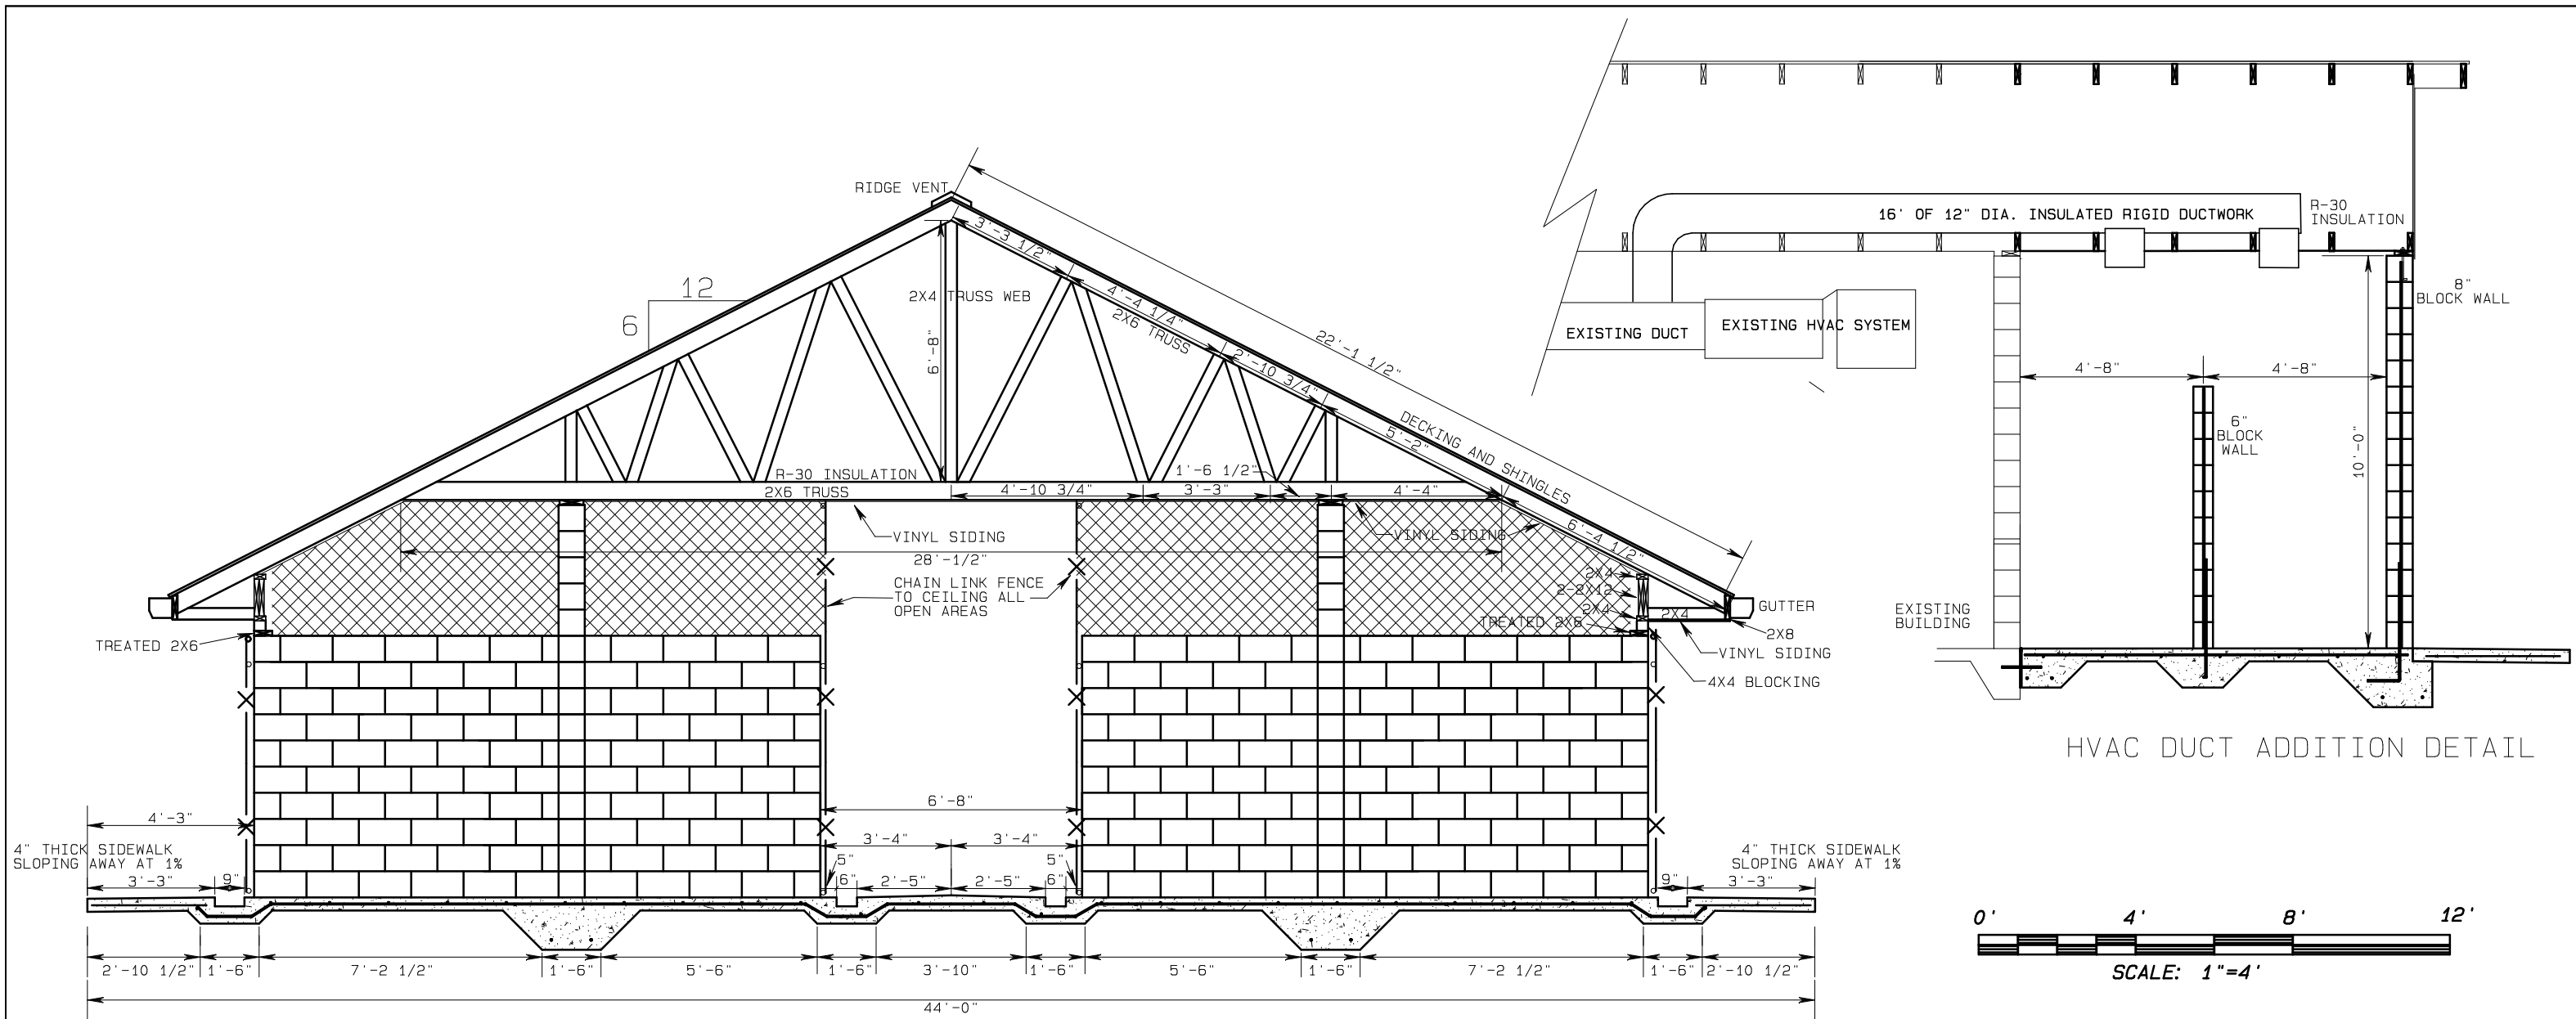 RIDGE VENT
12
6
3'-3 1/2"
2X4 TRUSS WEB
6'-8"
4'-4 1/4"
2X6 TRUSS
2'-10 3/4"
22'-1 1/2"
DECKING AND SHINGLES
5'-2"
6'-4 1/2"
R-30 INSULATION
2X6 TRUSS
1'-6 1/2"
4'-10 3/4"
3'-3"
4'-4"
VINYL SIDING
VINYL SIDING
28'-1/2"
CHAIN LINK FENCE
TO CEILING ALL
OPEN AREAS
2X4
2-2X12
2X4
TREATED 2X6
2X4
GUTTER
2X8
VINYL SIDING
4X4 BLOCKING
TREATED 2X6
6'-8"
4'-3"
3'-4"
3'-4"
4" THICK SIDEWALK
SLOPING AWAY AT 1%
3'-3"
9"
5"
6"
2'-5"
2'-5"
5"
6"
4" THICK SIDEWALK
SLOPING AWAY AT 1%
9"
3'-3"
2'-10 1/2"
1'-6"
7'-2 1/2"
1'-6"
5'-6"
1'-6"
3'-10"
1'-6"
5'-6"
1'-6"
7'-2 1/2"
1'-6"
2'-10 1/2"
44'-0"
16' OF 12" DIA. INSULATED RIGID DUCTWORK
R-30
INSULATION
EXISTING DUCT
EXISTING HVAC SYSTEM
8"
BLOCK WALL
4'-8"
4'-8"
6"
BLOCK
WALL
10'-0"
EXISTING
BUILDING
HVAC DUCT ADDITION DETAIL
0'
4'
8'
12'
SCALE: 1"=4'